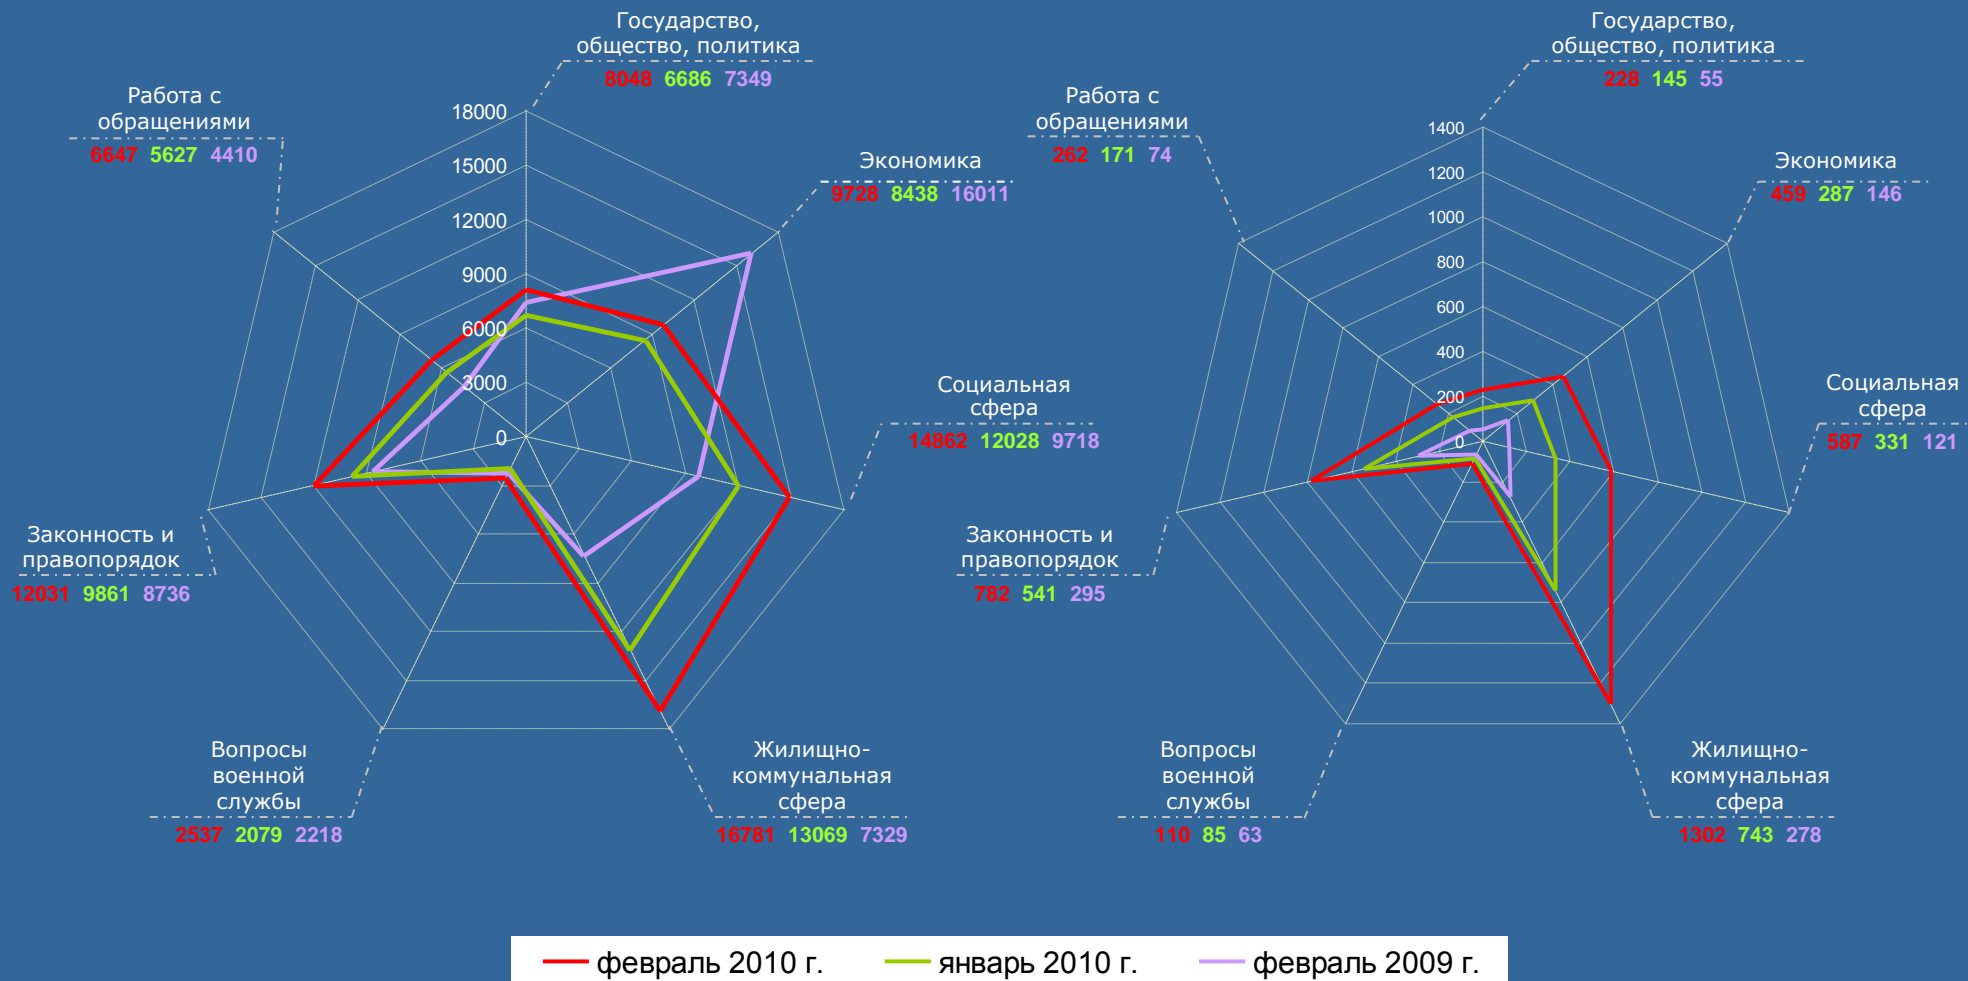 Государство,
общество, политика
8048 6686 7349
Работа с
обращениями
6647 5627 4410
Экономика
9728 8438 16011
Социальная
сфера
14862 12028 9718
Жилищно-
коммунальная
сфера
16781 13069 7329
Вопросы
военной
службы
2537 2079 2218
Законность и
правопорядок
12031 9861 8736
18000
15000
12000
9000
6000
3000
0
Государство,
общество, политика
228 145 55
Работа с
обращениями
262 171 74
Экономика
459 287 146
Социальная
сфера
587 331 121
Жилищно-
коммунальная
сфера
1302 743 278
Вопросы
военной
службы
110 85 63
Законность и
правопорядок
782 541 295
1400
1200
1000
800
600
400
200
0
февраль 2010 г.
январь 2010 г.
февраль 2009 г.